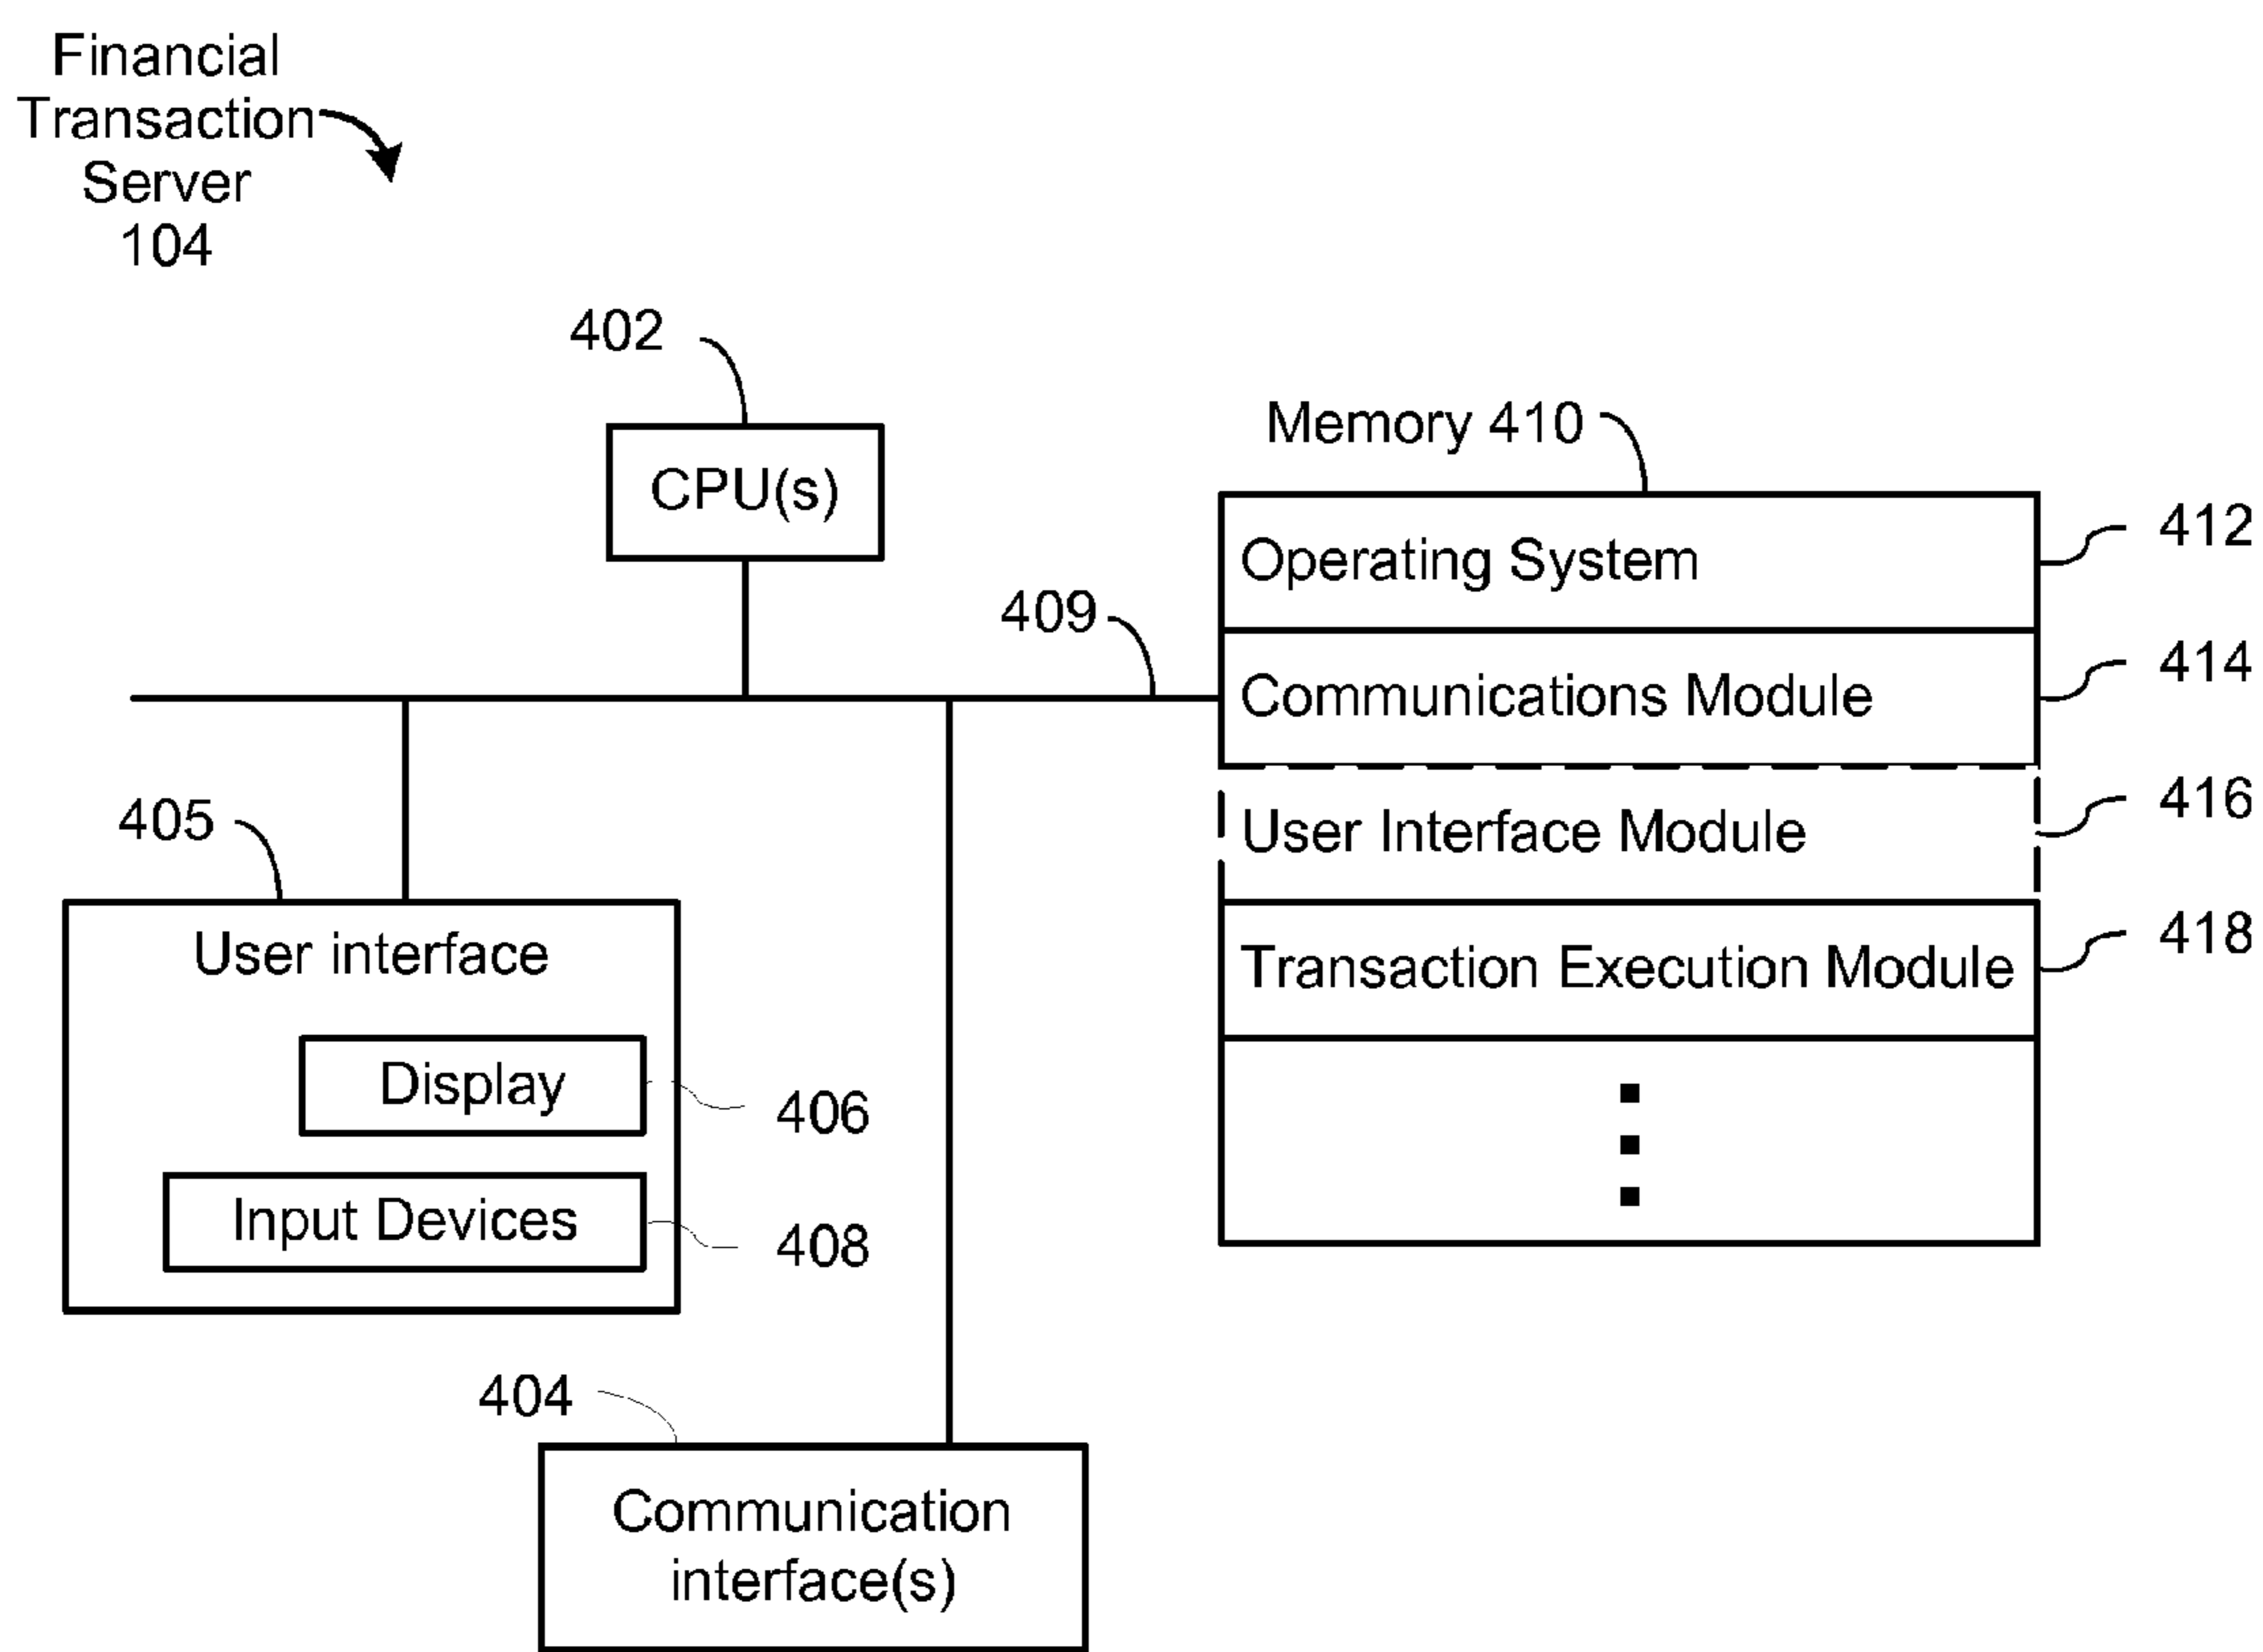 Financial
Transaction
Server
104
402
CPU(s)
Memory 410
Operating System
412
409
Communications Module
414
User Interface Module
416
405
User interface
Transaction Execution Module
418
Display
406
Input Devices
408
404
Communication
interface(s)